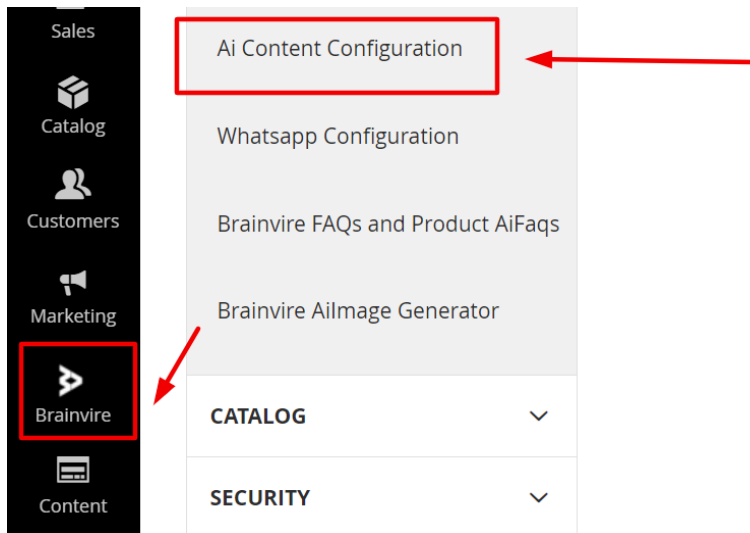 Sales
Catalog
Customers
Marketing
Brainvire
Content
Ai Content Configuration
Whatsapp Configuration
Brainvire FAQs and Product AiFaqs
Brainvire AiImage Generator
CATALOG
SECURITY